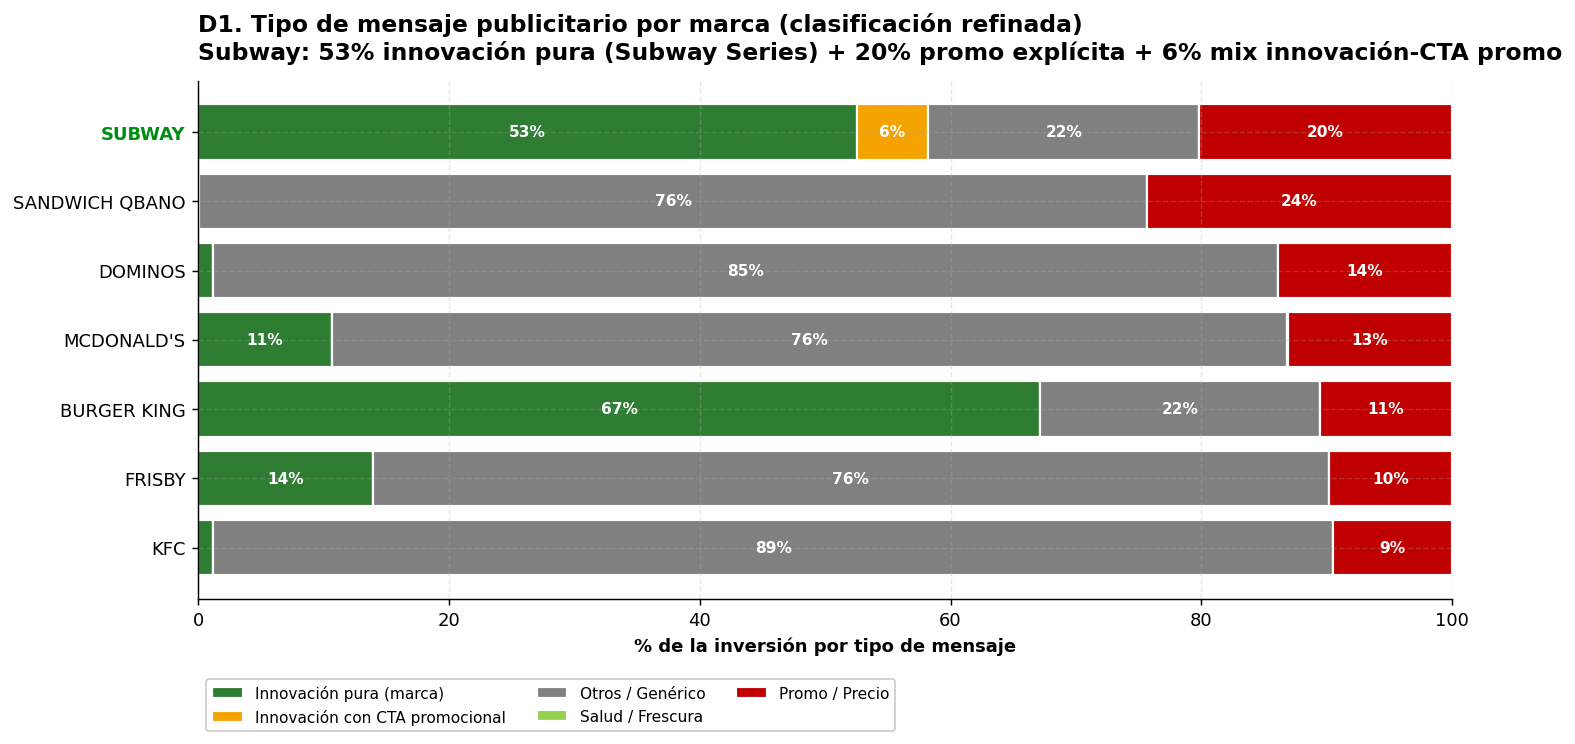 D1. Tipo de mensaje publicitario por marca (clasificación refinada)
Subway: 53% innovación pura (Subway Series) + 20% promo explícita + 6% mix innovación-CTA promo
SUBWAY 53% 6% 22% 20%
SANDWICH QBANO 76% 24%
DOMINOS 85% 14%
MCDONALD'S 11% 76% 13%
BURGER KING 67% 22% 11%
FRISBY 14% 76% 10%
KFC 89% 9%
0 20 40 60 80 100
% de la inversión por tipo de mensaje
Innovación pura (marca) Otros / Genérico Promo / Precio
Innovación con CTA promocional Salud / Frescura